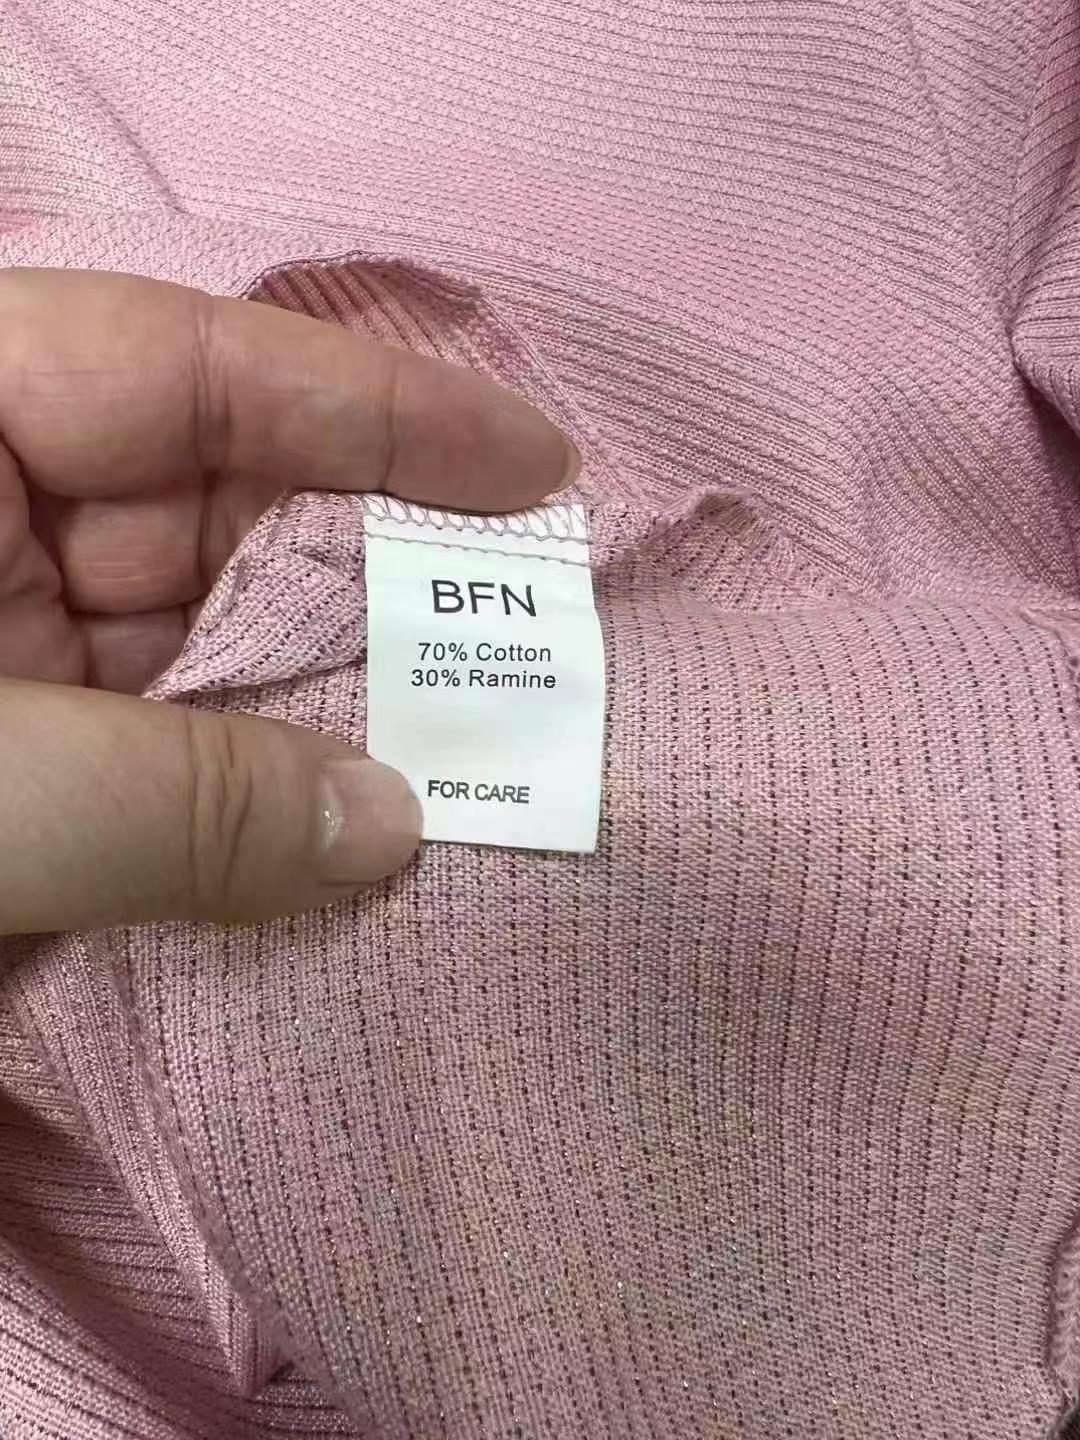 BFN
70% Cotton
30% Ramine
FOR CARE